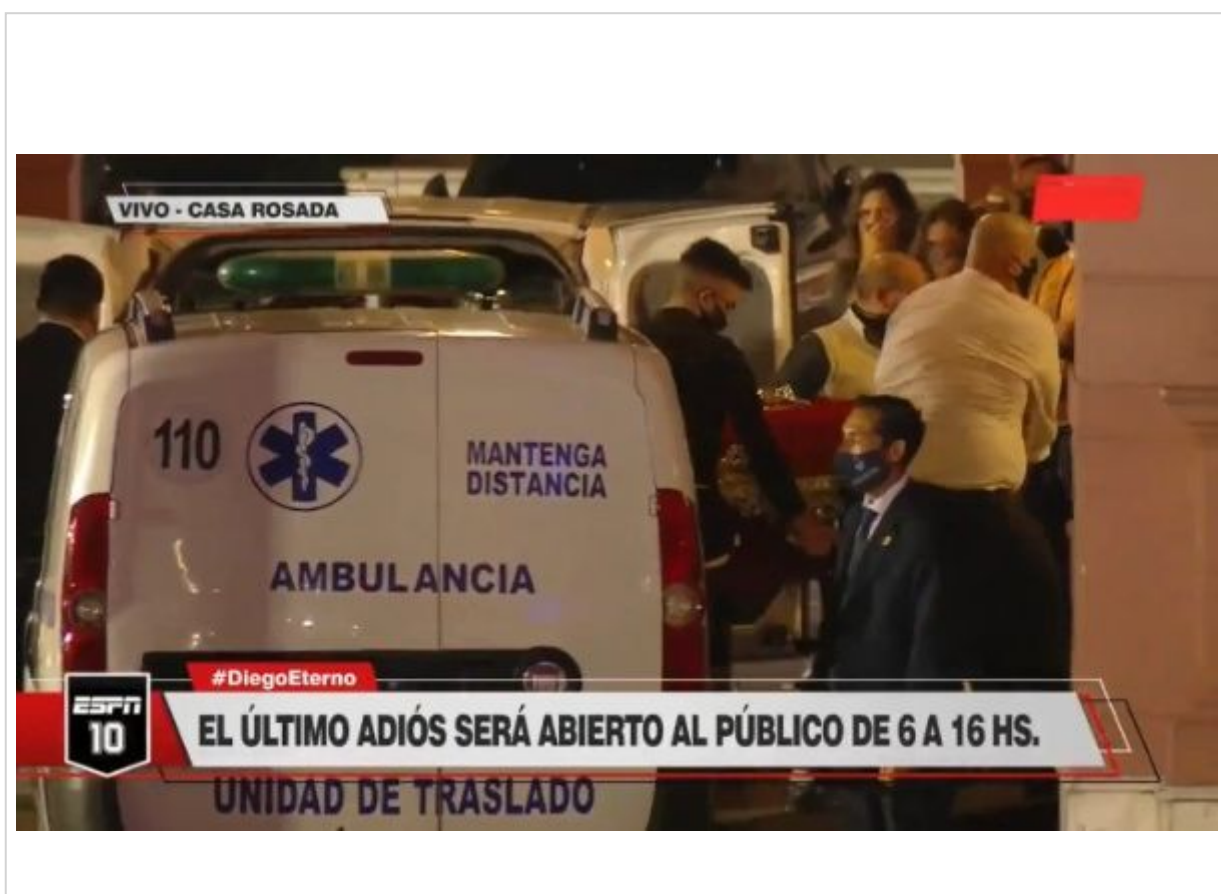 VIVO - CASA ROSADA
110
MANTENGA
DISTANCIA
AMBULANCIA
#DiegoEterno
ESPN
10
EL ÚLTIMO ADIÓS SERÁ ABIERTO AL PÚBLICO DE 6 A 16 HS.
UNIDAD DE TRASLADO